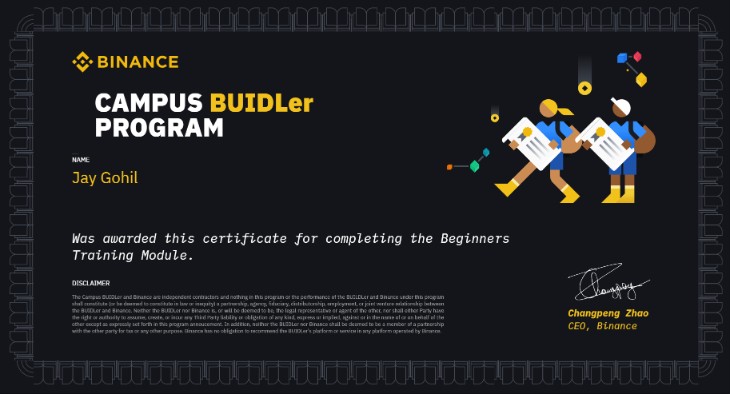 BINANCE
CAMPUS BUIDLer
PROGRAM
NAME
Jay Gohil
Was awarded this certificate for completing the Beginners
Training Module.
DISCLAIMER
The Campus BUIDLer and Binance are independent contractors and nothing in this program or the performance of the BUIDLer and Binance under this program
shall constitute (or be deemed to constitute in law or in equity) a partnership, agency, fiduciary, distributorship, employment, or joint venture relationship between
the BUIDLer and Binance. Neither the BUIDLer nor Binance is, or will be deemed to be, the legal representative or agent of the other, nor shall other Party have
the right or authority to assume, create, or incur any third Party liability or obligation of any kind, express or implied, against or in the name of or on behalf of the
other except as expressly set forth in this program announcement. In addition, neither the BUIDLer nor Binance shall be deemed to be a member of a partnership
with the other party for tax or any other purpose. Binance has no obligation to recommend the BUIDLer's platform or service in any platform operated by Binance.
Changpeng Zhao
CEO, Binance